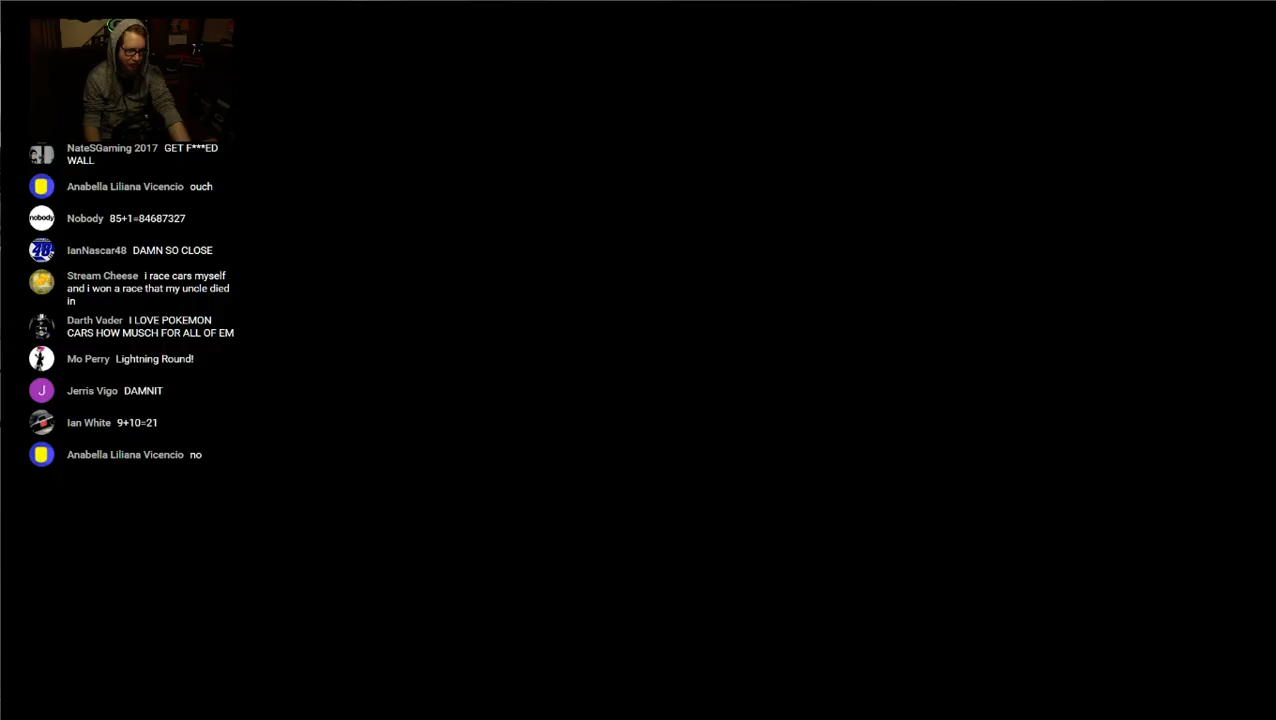 NateSGaming 2017 GET F***ED
WALL
Anabella Liliana Vicencio ouch
nobody
Nobody 85+1=84687327
48
IanNascar48 DAMN SO CLOSE
Stream Cheese i race cars myself
and i won a race that my uncle died
in
Darth Vader I LOVE POKEMON
CARS HOW MUSCH FOR ALL OF EM
Mo Perry Lightning Round!
J
Jerris Vigo DAMNIT
Ian White 9+10=21
Anabella Liliana Vicencio no